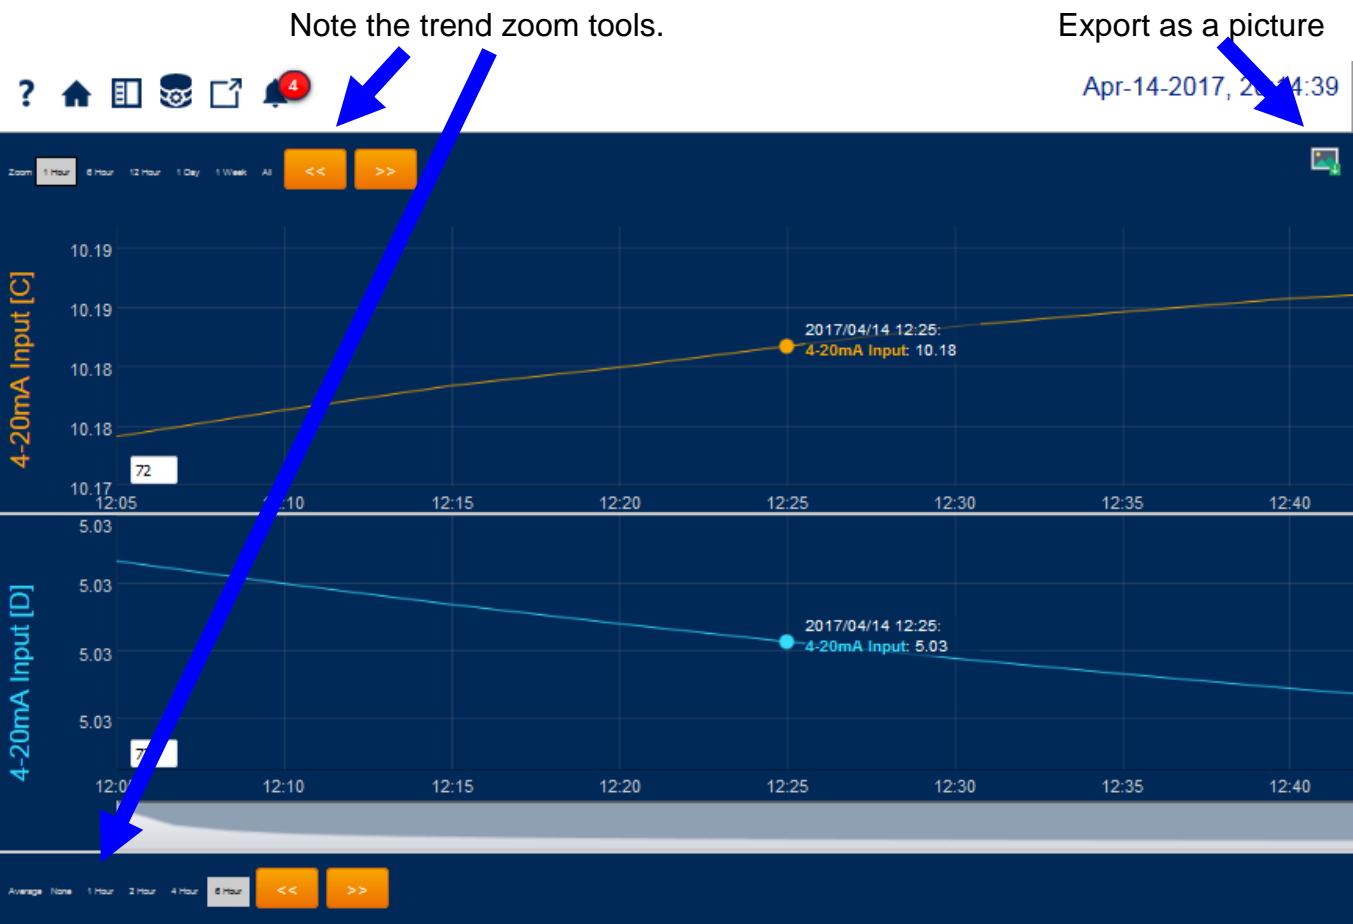 Note the trend zoom tools.
Export as a picture
?
4
Apr-14-2017, 20:14:39
Zoom 1 Hour 6 Hour 12 Hour 1 Day 1 Week All << >>
4-20mA Input [C]
10.19
10.19
10.18
10.18
10.17
2017/04/14 12:25:
4-20mA Input: 10.18
72
12:05 12:10 12:15 12:20 12:25 12:30 12:35 12:40
4-20mA Input [D]
5.03
5.03
5.03
5.03
2017/04/14 12:25:
4-20mA Input: 5.03
12:05 12:10 12:15 12:20 12:25 12:30 12:35 12:40
Average None 1 Hour 2 Hour 4 Hour 6 Hour << >>